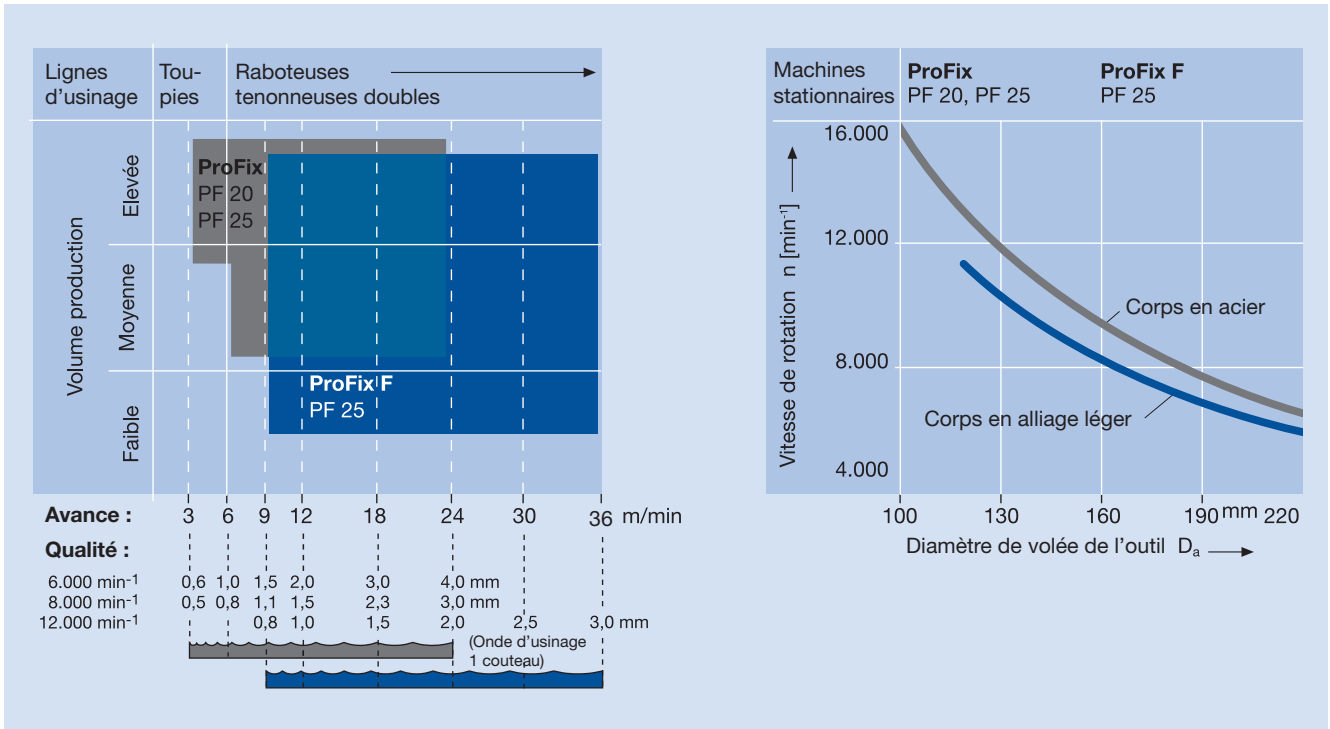 Lignes
d'usinage
Tou-
pies
Raboteuses
tenonneuses doubles
Volume production
Elevée
Moyenne
Faible
ProFix
PF 20
PF 25
ProFix F
PF 25
Avance : 3 6 9 12 18 24 30 36 m/min
Qualité :
6.000 min-1 0,6 1,0 1,5 2,0 3,0 4,0 mm
8.000 min-1 0,5 0,8 1,1 1,5 2,3 3,0 mm
12.000 min-1 0,8 1,0 1,5 2,0 2,5 3,0 mm
(Onde d'usinage
1 couteau)
Machines
stationnaires
ProFix
PF 20, PF 25
ProFix F
PF 25
Vitesse de rotation n [min-1]
16.000
12.000
8.000
4.000
Corps en acier
Corps en alliage léger
100 130 160 190 mm 220
Diamètre de volée de l'outil Da